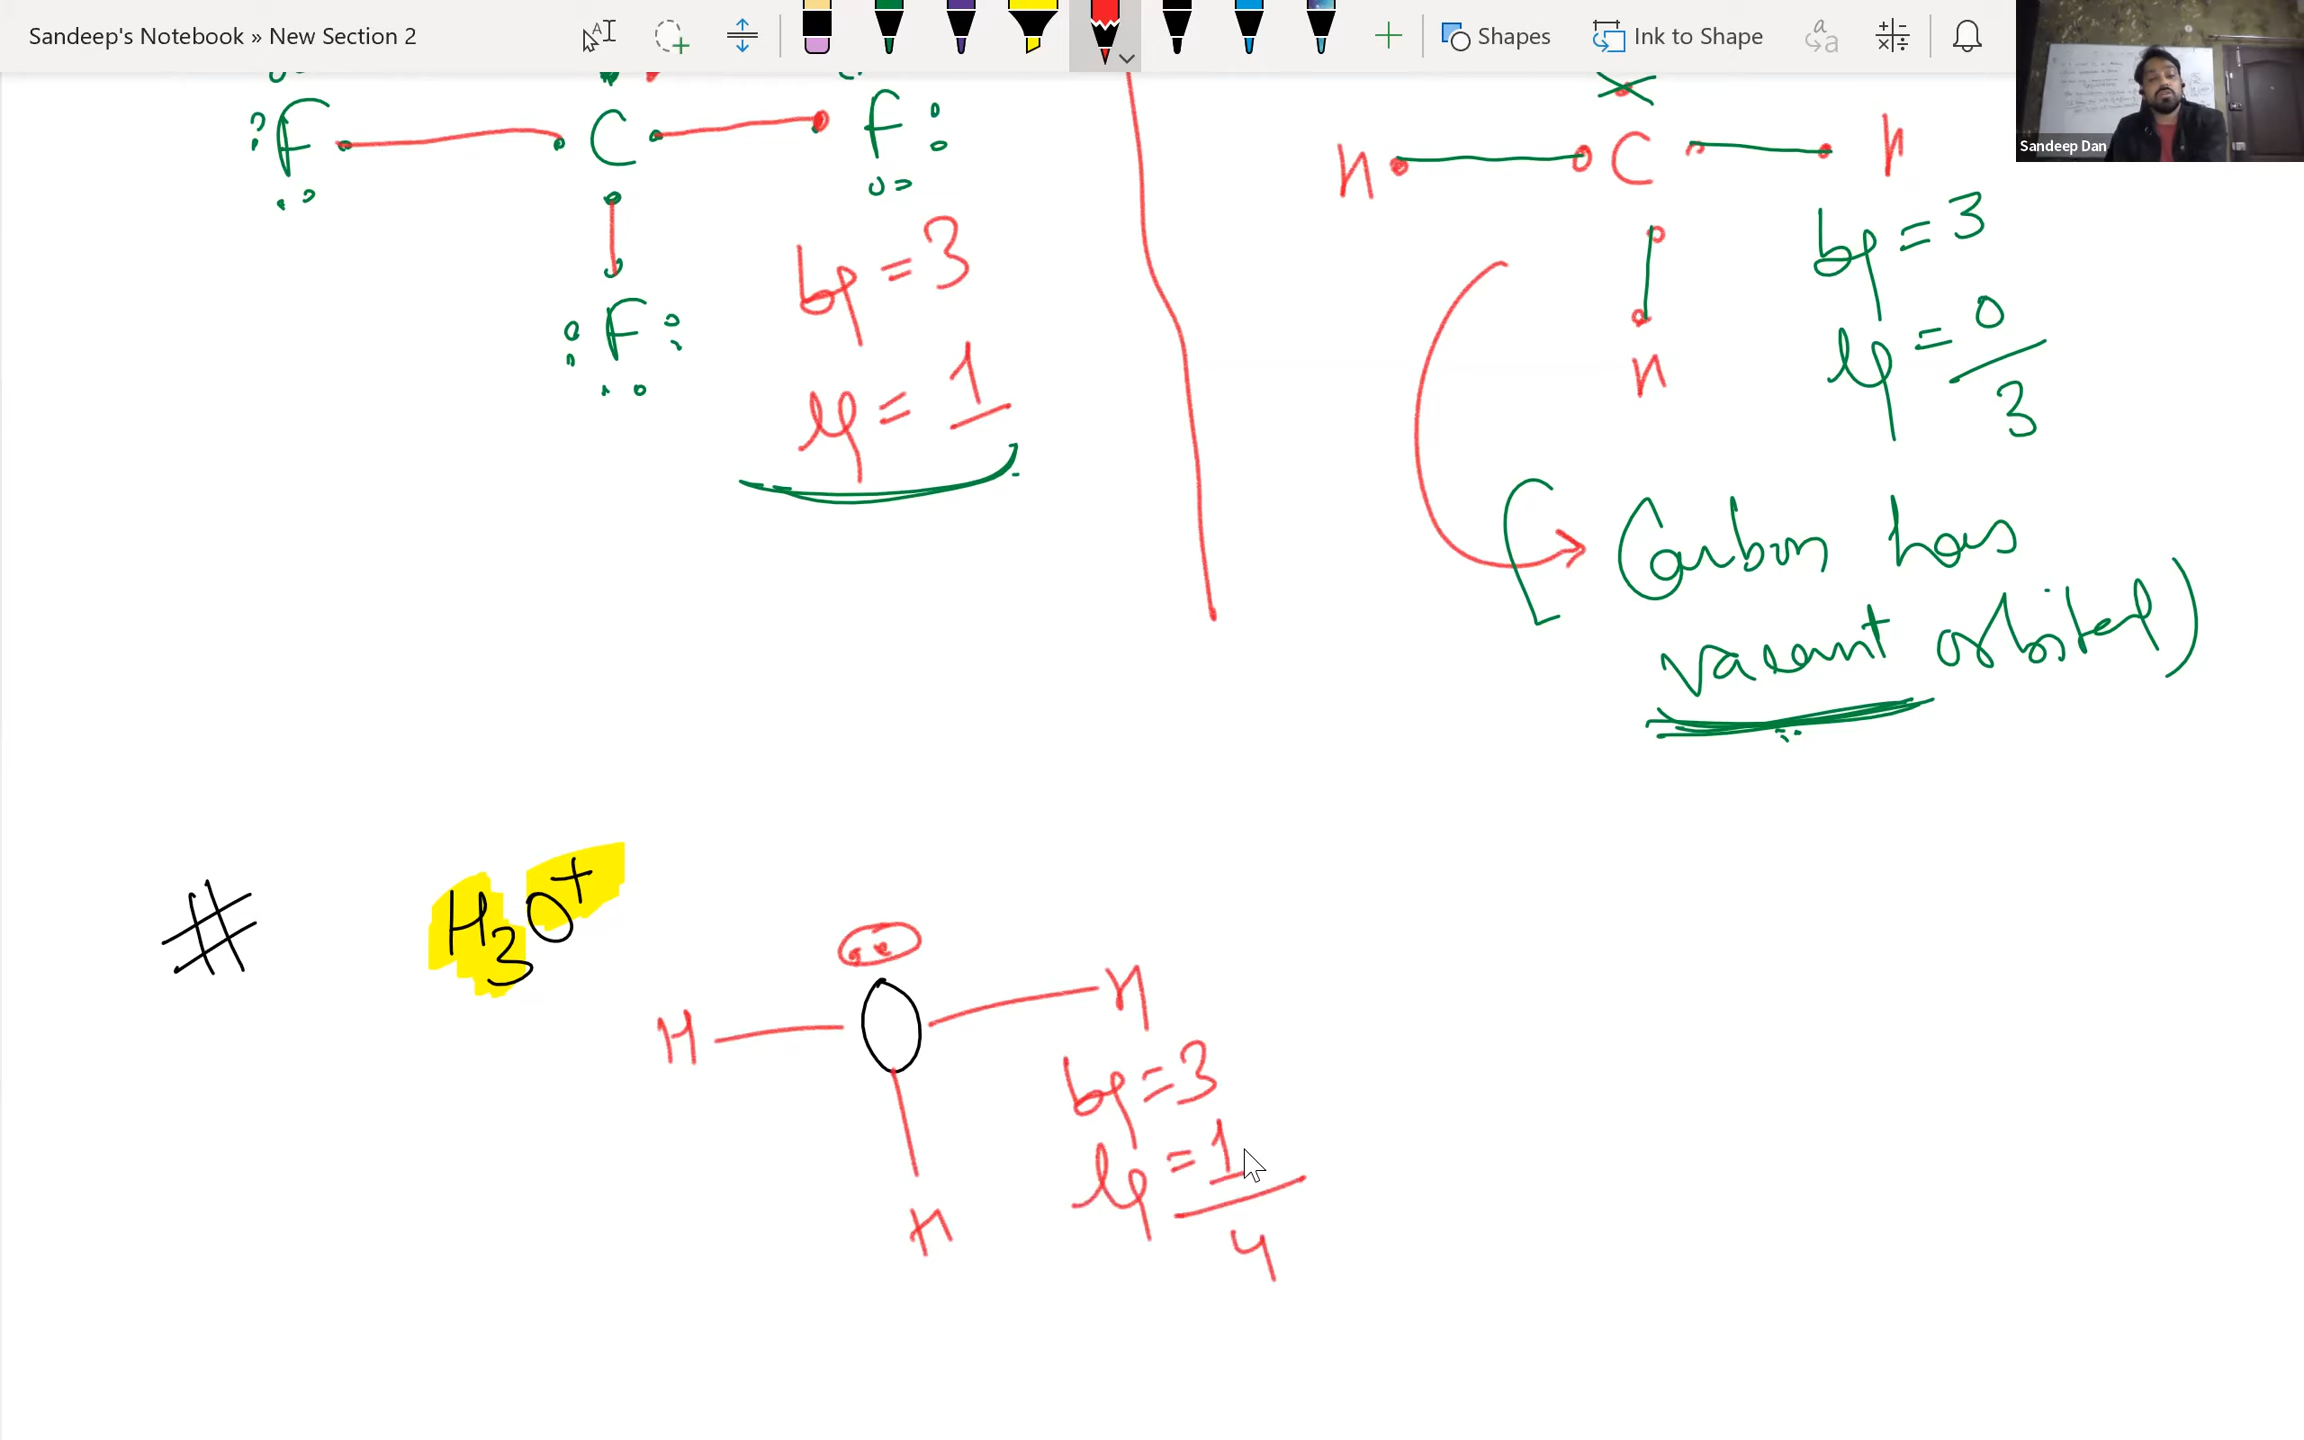 Sandeep's Notebook » New Section 2
Shapes
Ink to Shape
Sandeep Dan
F C F
F
bp = 3
lp = 1
H C H
H
bp = 3
lp = 0
3
(Carbon has
vacant orbital)
# H3O+
H O H
H
bp = 3
lp = 1
4